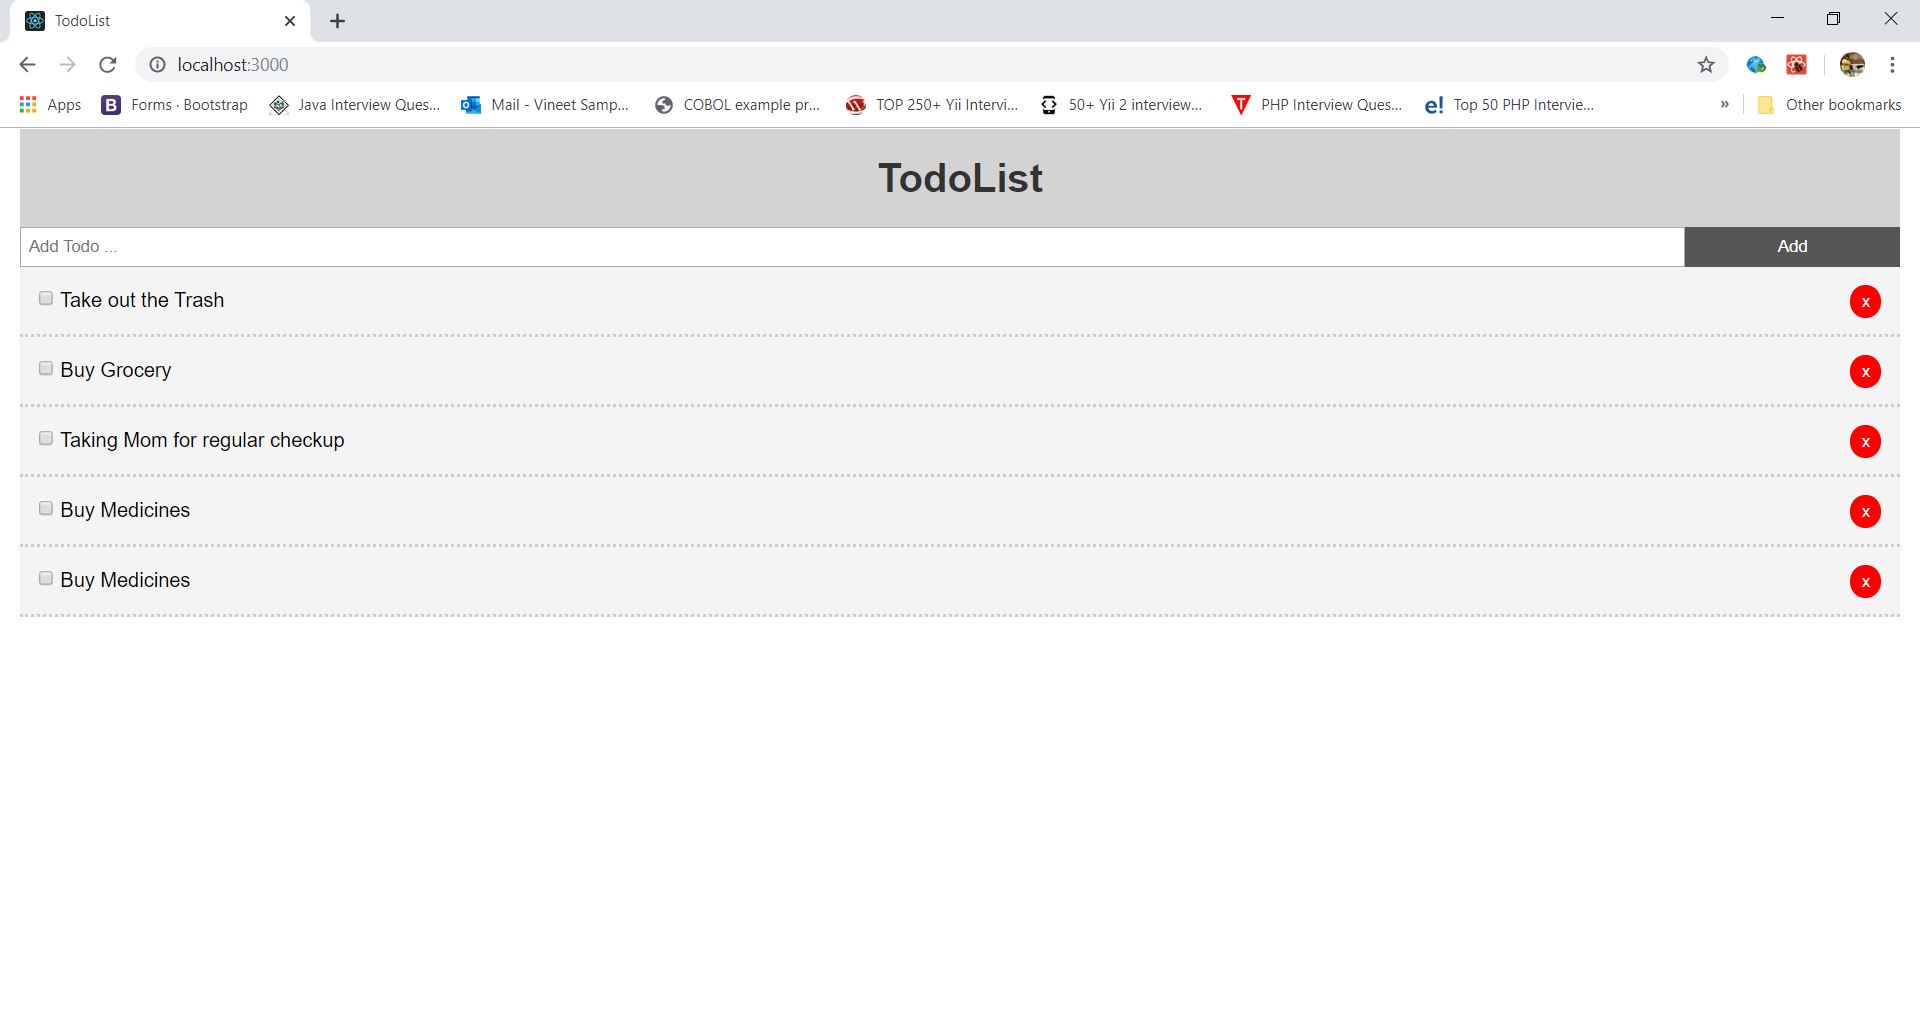 TodoList
localhost:3000
Apps
B Forms · Bootstrap
Java Interview Ques...
Mail - Vineet Samp...
COBOL example pr...
TOP 250+ Yii Intervi...
50+ Yii 2 interview...
T PHP Interview Ques...
e! Top 50 PHP Intervie...
»
Other bookmarks
TodoList
Add Todo ...
Add
Take out the Trash
x
Buy Grocery
x
Taking Mom for regular checkup
x
Buy Medicines
x
Buy Medicines
x